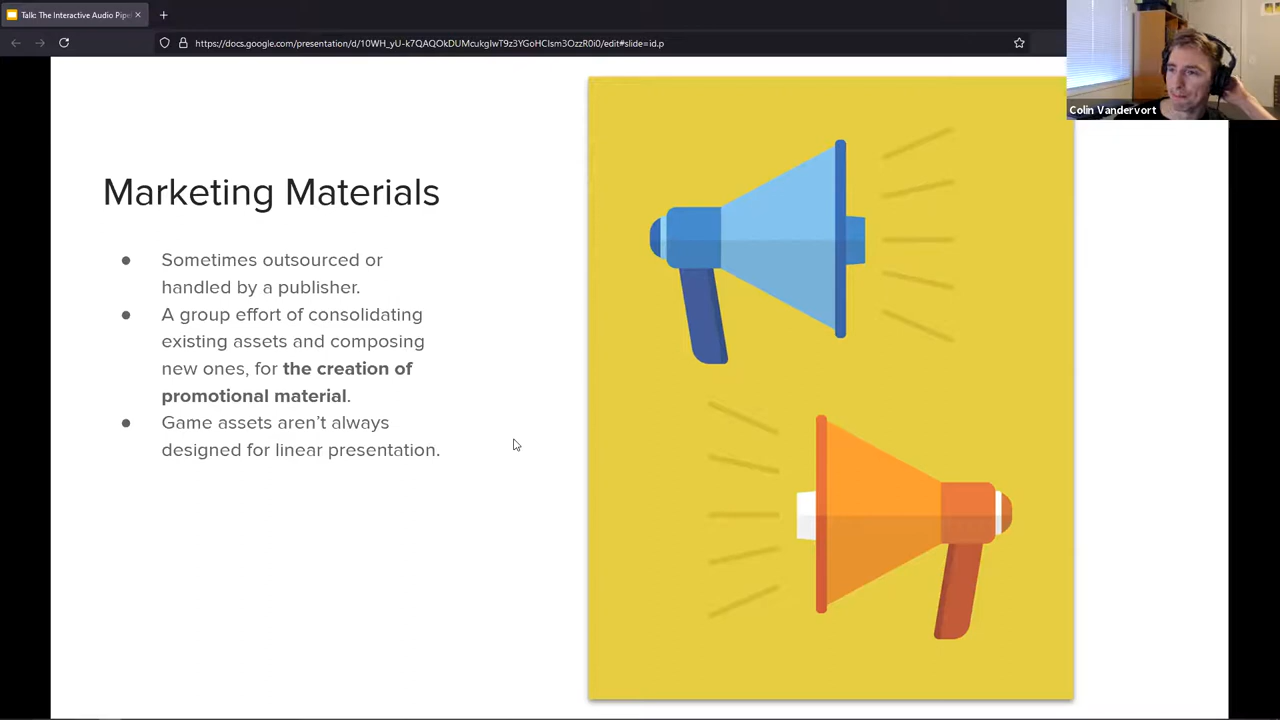 Talk: The Interactive Audio Pipel
https://docs.google.com/presentation/d/10WH_yU-k7QAQOkDUMcukgIwT9z3YGoHCIsm3OzzR0i0/edit#slide=id.p
Colin Vandervort
Marketing Materials
● Sometimes outsourced or
handled by a publisher.
● A group effort of consolidating
existing assets and composing
new ones, for the creation of
promotional material.
● Game assets aren’t always
designed for linear presentation.